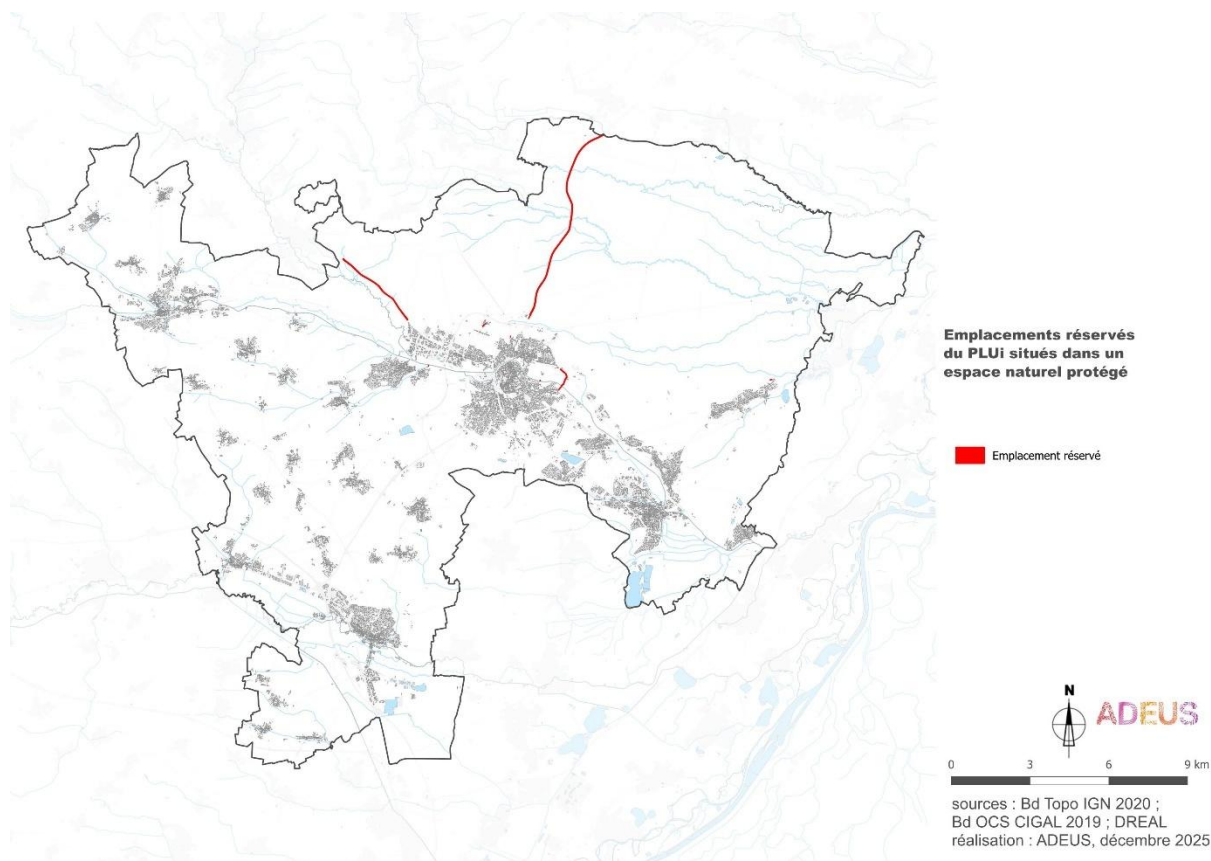 Emplacements réservés
du PLUi situés dans un
espace naturel protégé
Emplacement réservé
N
ADEUS
0 3 6 9 km
sources : Bd Topo IGN 2020 ;
Bd OCS CIGAL 2019 ; DREAL
réalisation : ADEUS, décembre 2025